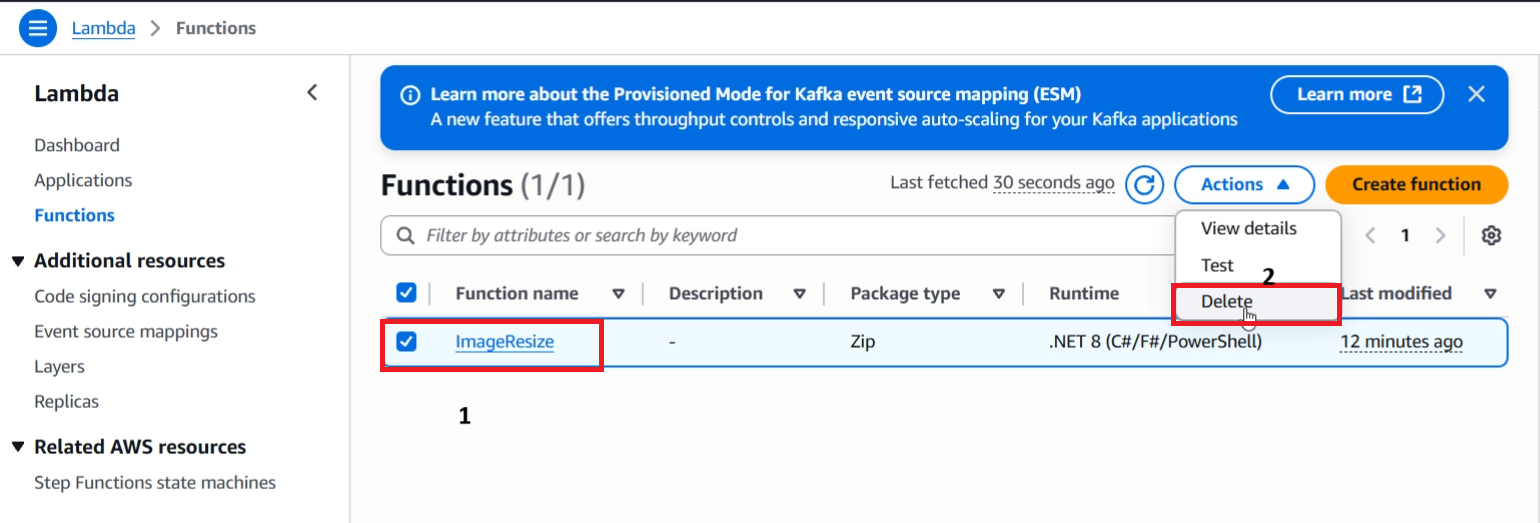 Lambda > Functions
Lambda
Dashboard
Applications
Functions
Additional resources
Code signing configurations
Event source mappings
Layers
Replicas
Related AWS resources
Step Functions state machines
Learn more about the Provisioned Mode for Kafka event source mapping (ESM)
A new feature that offers throughput controls and responsive auto-scaling for your Kafka applications
Learn more
Functions (1/1)
Last fetched 30 seconds ago
Actions
Create function
Filter by attributes or search by keyword
1
View details
Test
2
Delete
Function name Description Package type Runtime Last modified
ImageResize - Zip .NET 8 (C#/F#/PowerShell) 12 minutes ago
1